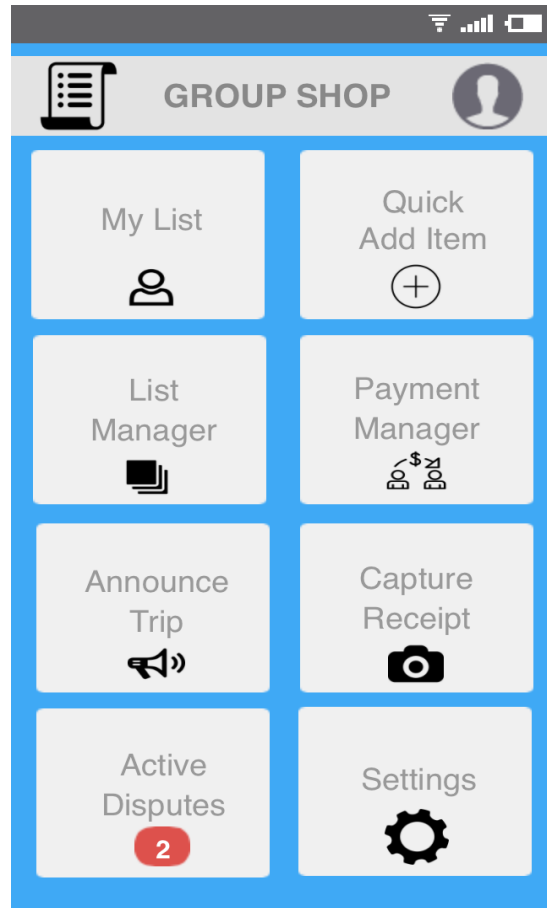 GROUP SHOP
My List
Quick
Add Item
List
Manager
Payment
Manager
$
Announce
Trip
Capture
Receipt
Active
Disputes
2
Settings